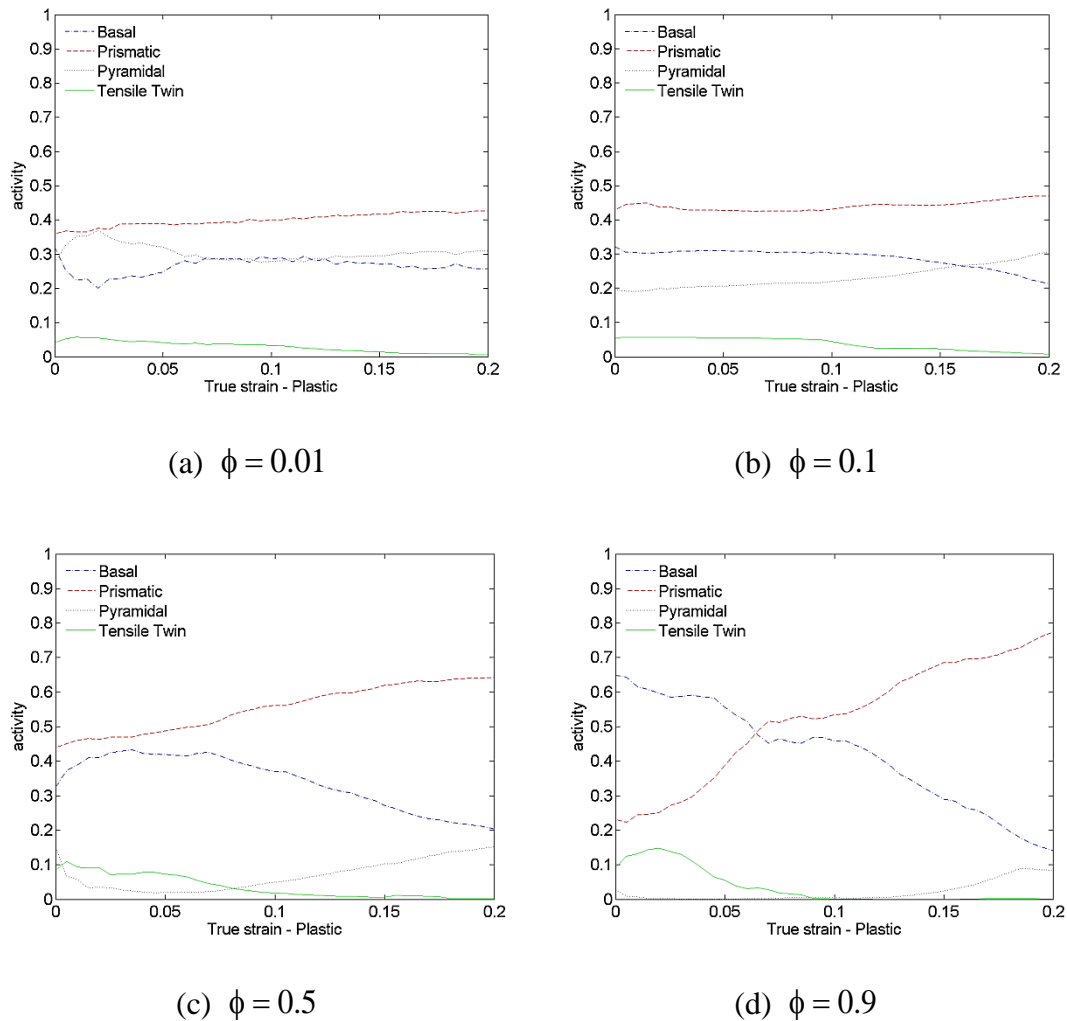 1
0.9
0.8
0.7
0.6
0.5
0.4
0.3
0.2
0.1
0
activity
Basal
Prismatic
Pyramidal
Tensile Twin
0 0.05 0.1 0.15 0.2
True strain - Plastic
(a) ϕ = 0.01
1
0.9
0.8
0.7
0.6
0.5
0.4
0.3
0.2
0.1
0
activity
Basal
Prismatic
Pyramidal
Tensile Twin
0 0.05 0.1 0.15 0.2
True strain - Plastic
(b) ϕ = 0.1
1
0.9
0.8
0.7
0.6
0.5
0.4
0.3
0.2
0.1
0
activity
Basal
Prismatic
Pyramidal
Tensile Twin
0 0.05 0.1 0.15 0.2
True strain - Plastic
(c) ϕ = 0.5
1
0.9
0.8
0.7
0.6
0.5
0.4
0.3
0.2
0.1
0
activity
Basal
Prismatic
Pyramidal
Tensile Twin
0 0.05 0.1 0.15 0.2
True strain - Plastic
(d) ϕ = 0.9